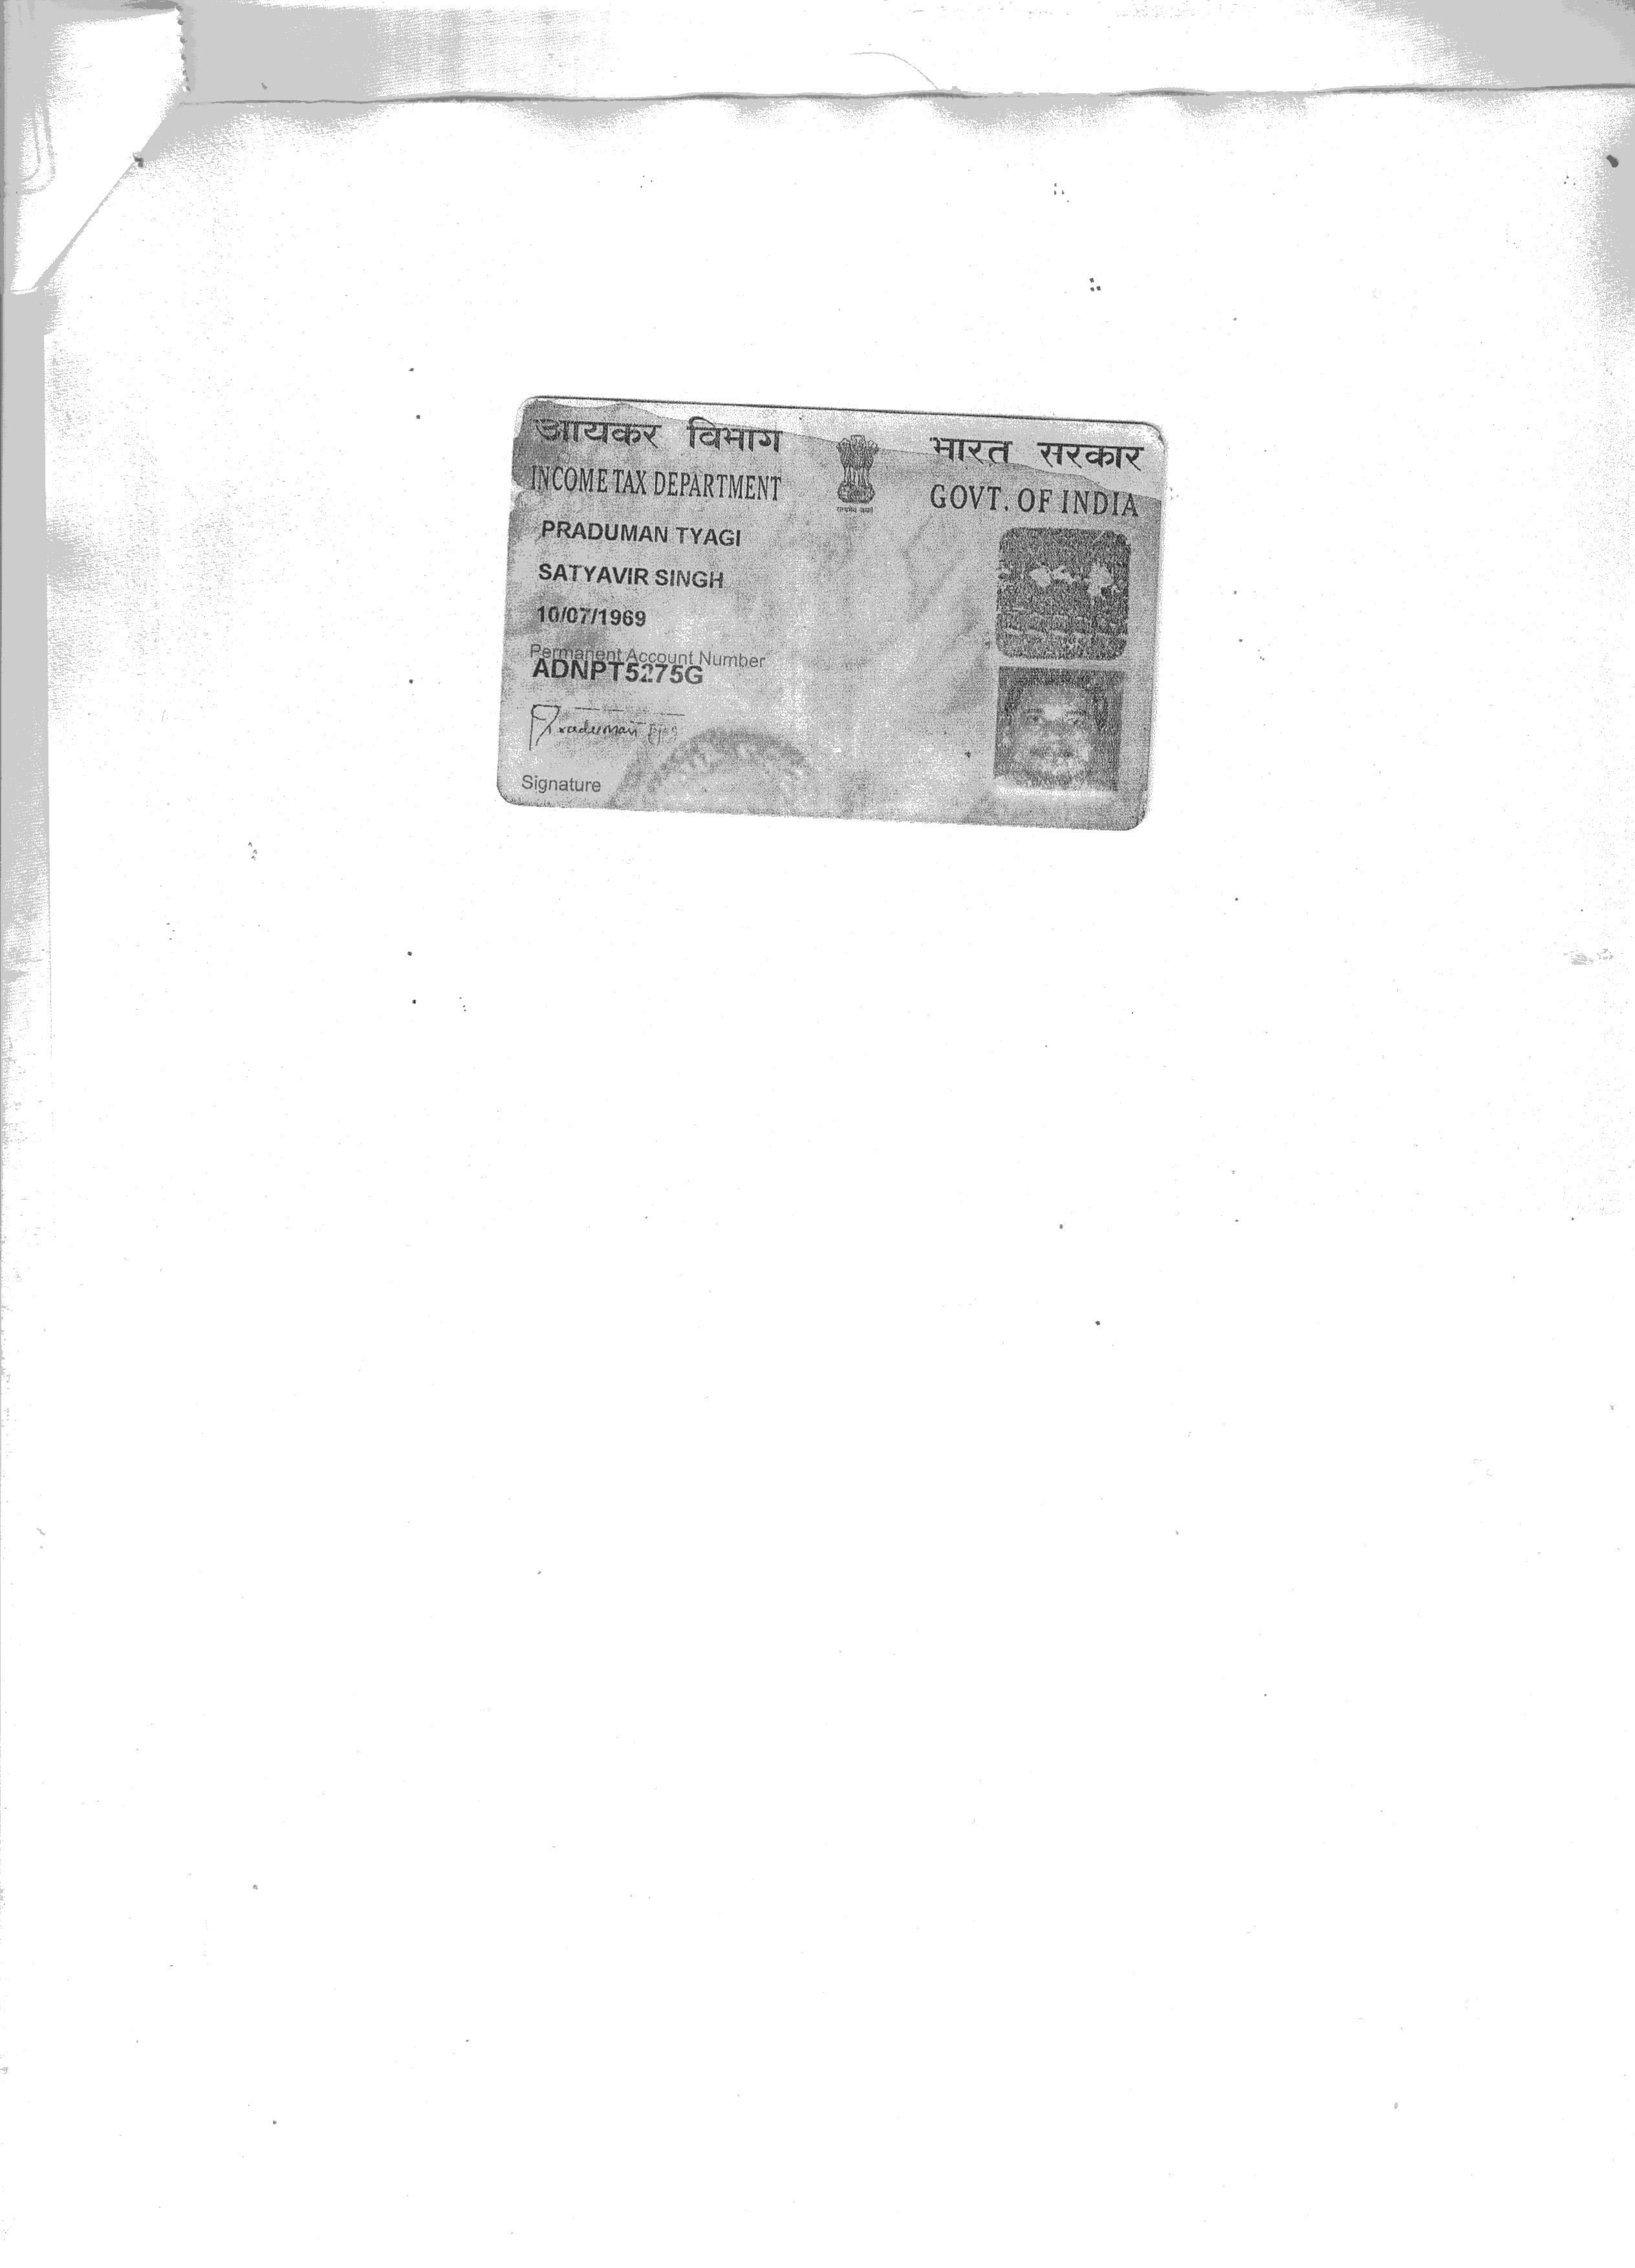 आयकर विभाग
INCOME TAX DEPARTMENT
भारत सरकार
GOVT. OF INDIA
PRADUMAN TYAGI
SATYAVIR SINGH
10/07/1969
Permanent Account Number
ADNPT5275G
Praduman
Signature